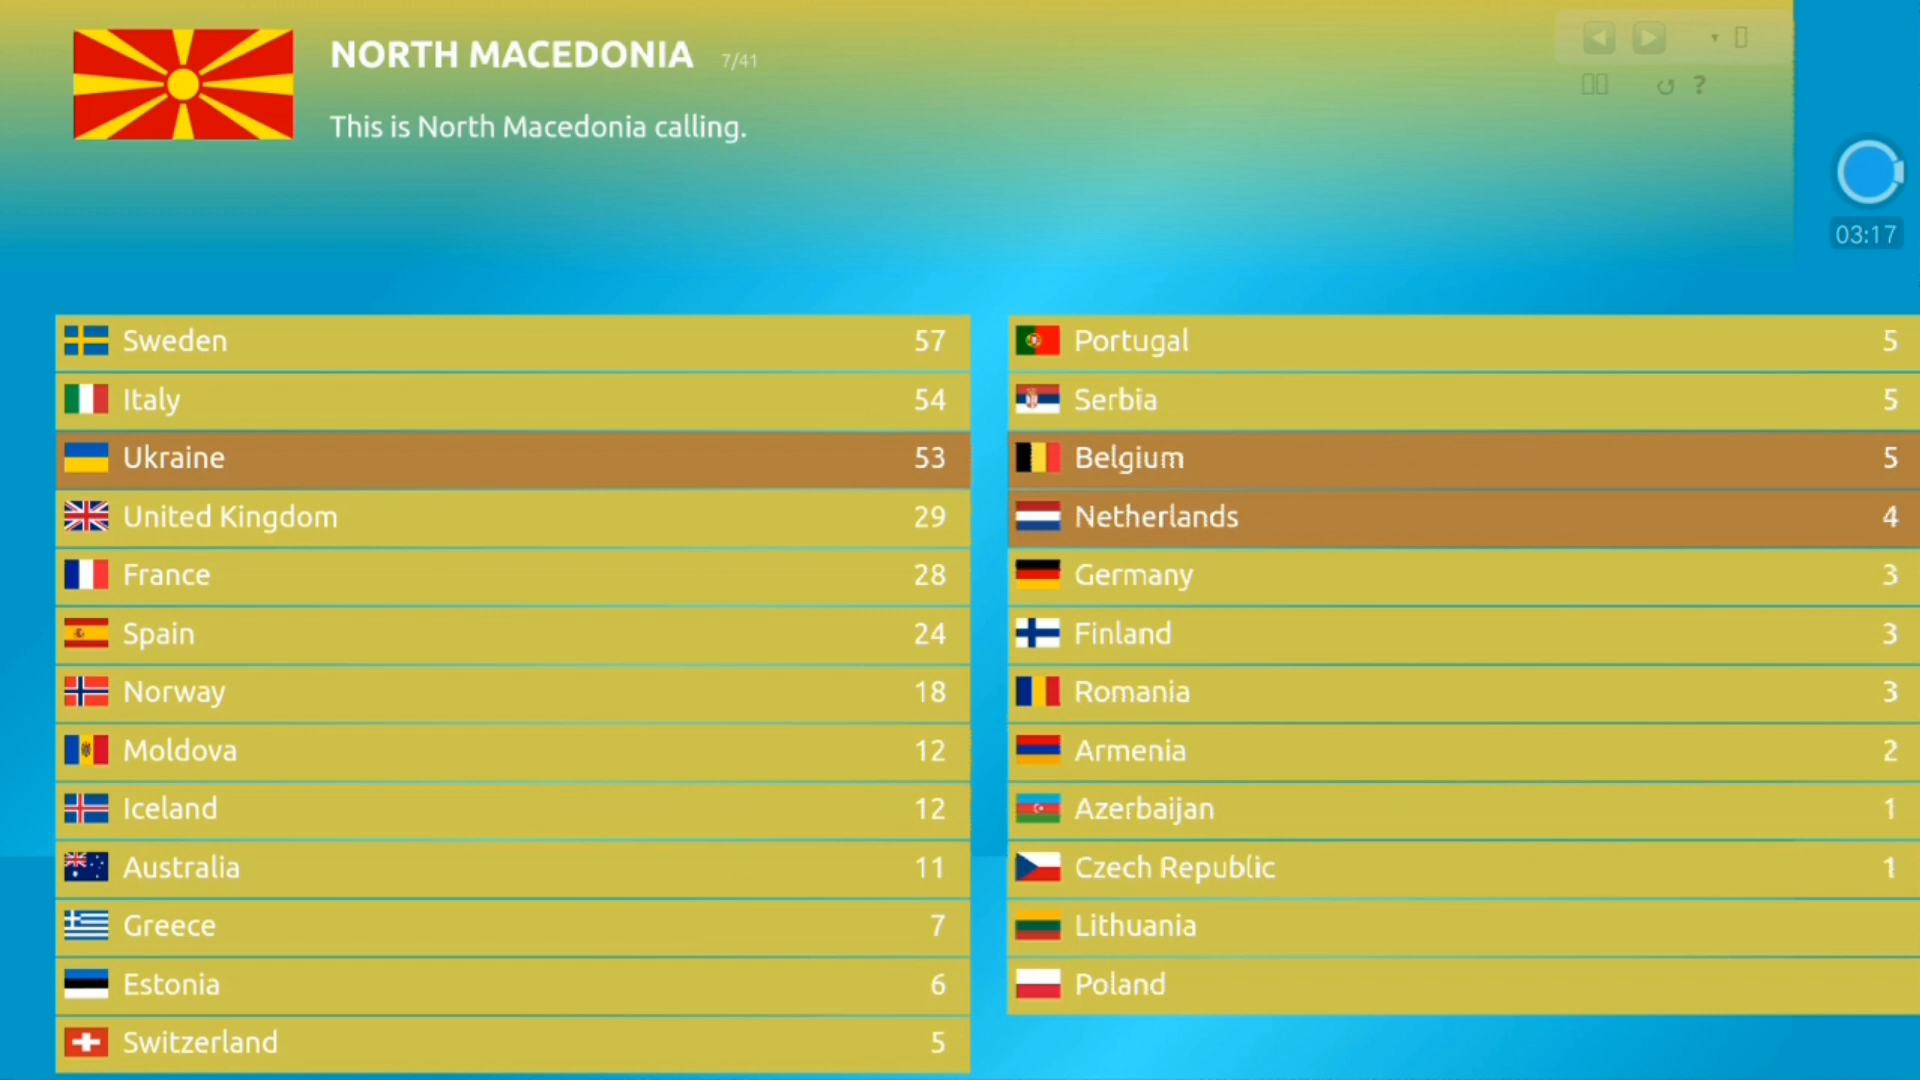 NORTH MACEDONIA 7/41
This is North Macedonia calling.
?
03:17
Sweden 57
Italy 54
Ukraine 53
United Kingdom 29
France 28
Spain 24
Norway 18
Moldova 12
Iceland 12
Australia 11
Greece 7
Estonia 6
Switzerland 5
Portugal 5
Serbia 5
Belgium 5
Netherlands 4
Germany 3
Finland 3
Romania 3
Armenia 2
Azerbaijan 1
Czech Republic 1
Lithuania
Poland